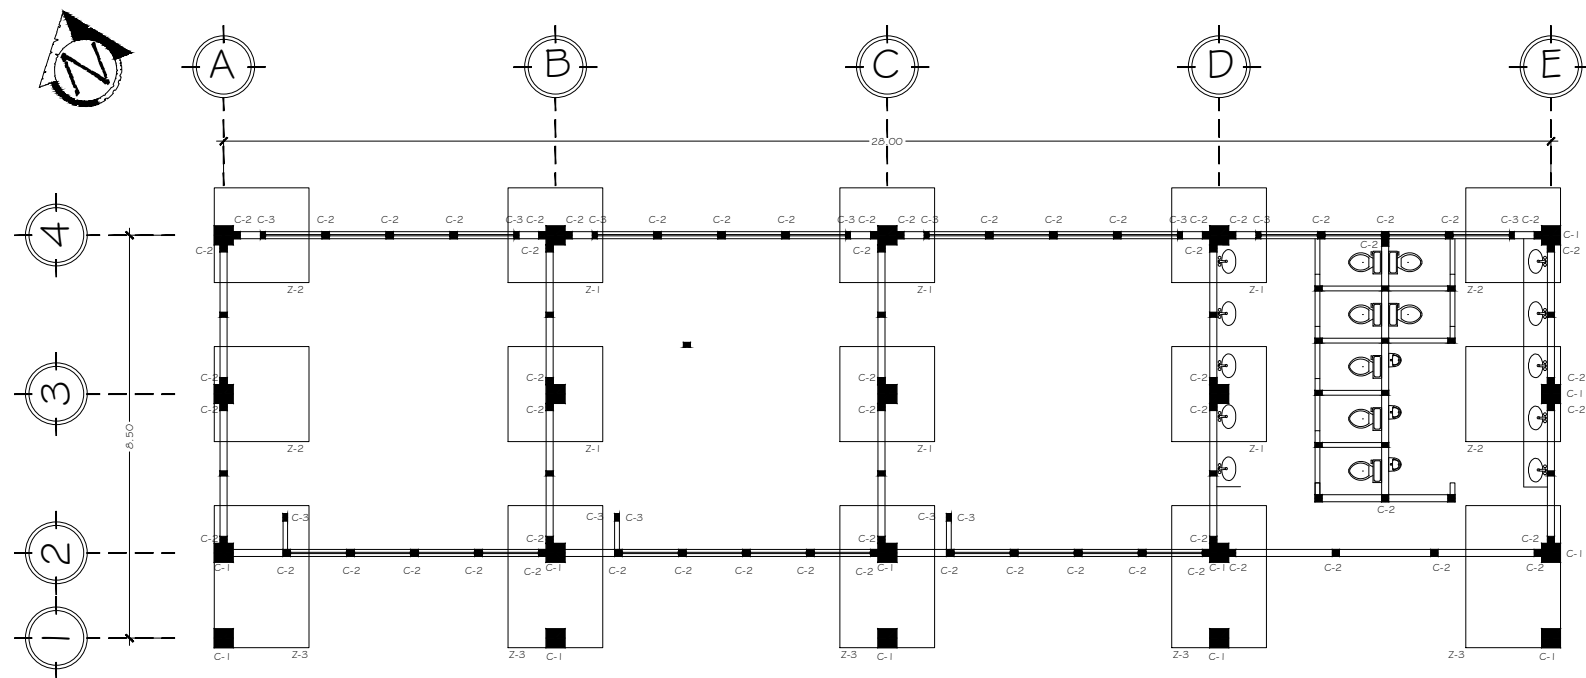 N
A B C D E
28.00
4
C-2 C-3 C-2 C-2 C-2 C-3 C-2 C-2 C-3 C-2 C-2 C-2 C-3 C-2 C-2 C-3 C-2 C-2 C-2 C-3 C-2 C-2 C-3 C-2 C-2 C-2 C-3 C-2
C-1
C-2 C-2 C-2 C-2 C-2 C-2
Z-2 Z-1 Z-1 Z-1 Z-2
3
C-2 C-2 C-2 C-2 C-2
C-1
C-2 C-2 C-2 C-2 C-2
8.50
Z-2 Z-1 Z-1 Z-1 Z-2
C-2
C-3 C-3 C-3 C-3 C-3
2
C-2 C-2 C-2 C-2 C-2
C-1
C-1 C-2 C-2 C-2 C-2 C-2 C-1 C-2 C-2 C-2 C-2 C-2 C-1 C-2 C-2 C-2 C-2 C-2 C-1 C-2 C-2 C-2 C-2
1
C-1 Z-3 Z-3 C-1 Z-3 C-1 Z-3 C-1 Z-3 C-1